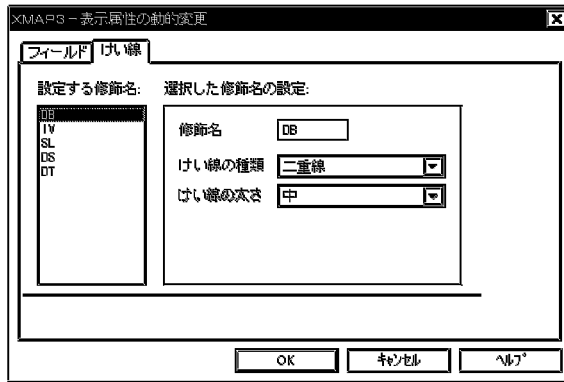 XMAP3－表示属性の動的変更
フィールド けい線
設定する修飾名: 選択した修飾名の設定:
DB
IV
SL
DS
DT
修飾名 DB
けい線の種類 二重線
けい線の太さ 中
OK キャンセル ヘルプ